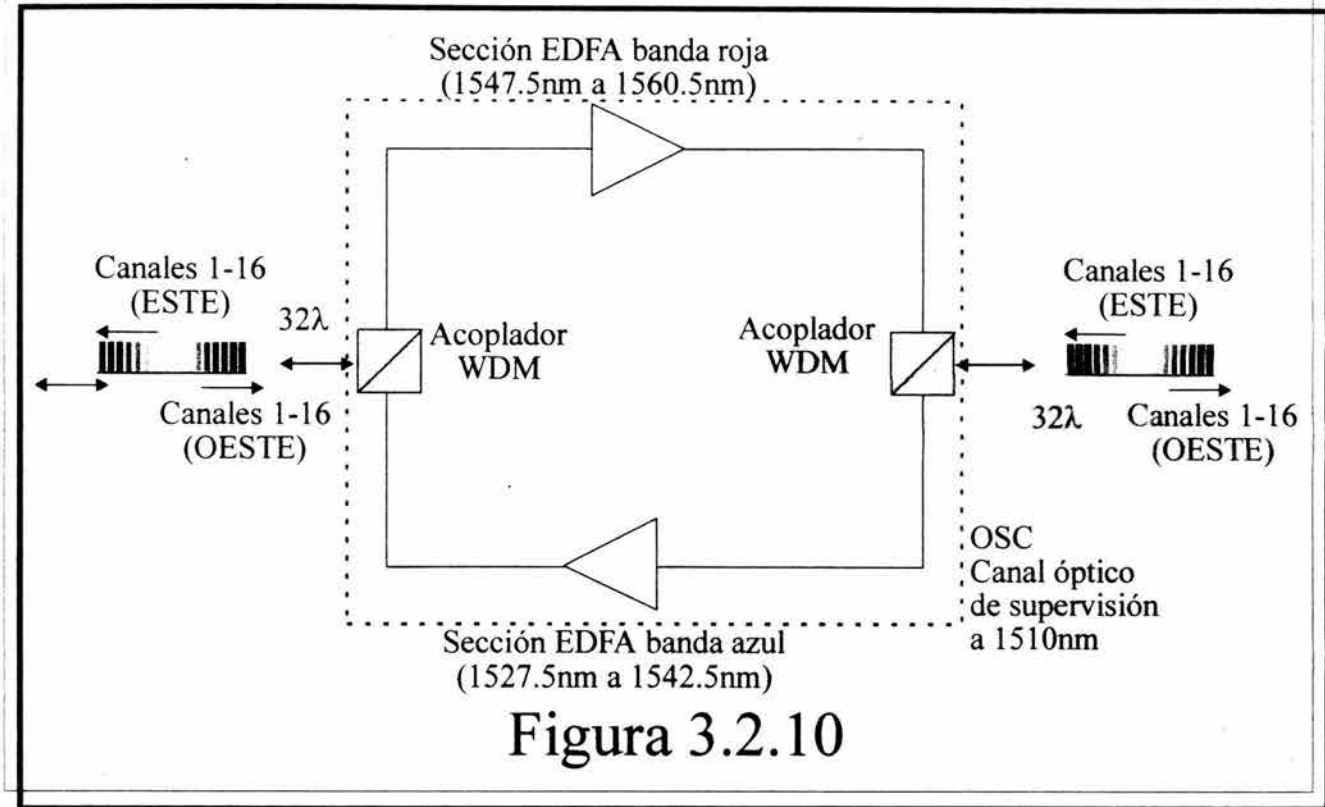 Sección EDFA banda roja
(1547.5nm a 1560.5nm)
Canales 1-16
(ESTE)
32λ
Acoplador
WDM
Canales 1-16
(OESTE)
Acoplador
WDM
Canales 1-16
(ESTE)
32λ
Canales 1-16
(OESTE)
OSC
Canal óptico
de supervisión
a 1510nm
Sección EDFA banda azul
(1527.5nm a 1542.5nm)
Figura 3.2.10